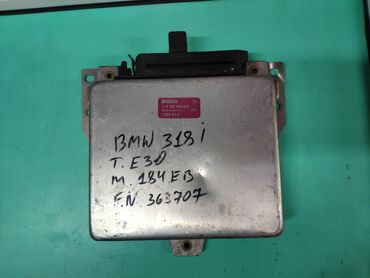 BOSCH
BMW 318i
T. E30
M. 184EB
F.N. 363707